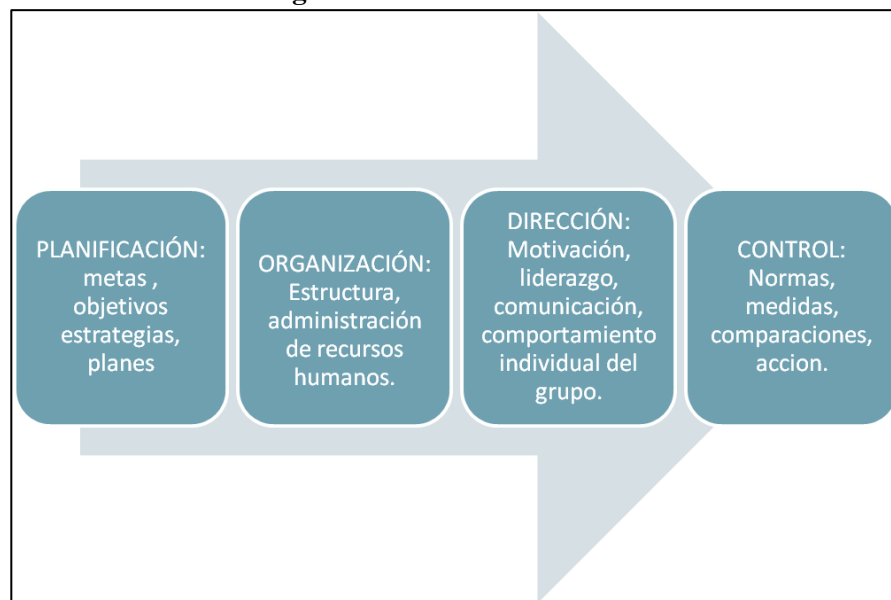 PLANIFICACIÓN:
metas ,
objetivos
estrategias,
planes
ORGANIZACIÓN:
Estructura,
administración
de recursos
humanos.
DIRECCIÓN:
Motivación,
liderazgo,
comunicación,
comportamiento
individual del
grupo.
CONTROL:
Normas,
medidas,
comparaciones,
accion.